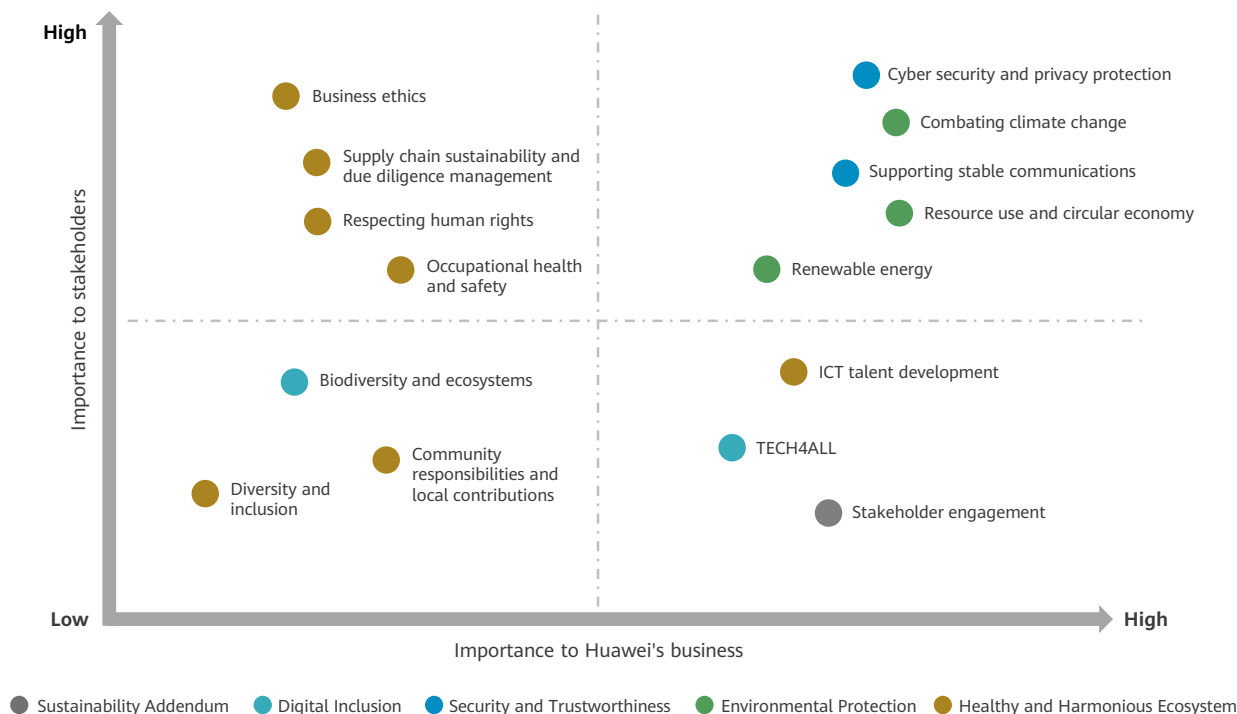 High
Cyber security and privacy protection
Business ethics
Combating climate change
Supply chain sustainability and
due diligence management
Supporting stable communications
Respecting human rights
Resource use and circular economy
Occupational health
and safety
Renewable energy
Importance to stakeholders
Biodiversity and ecosystems
ICT talent development
Community
responsibilities and
local contributions
TECH4ALL
Diversity and
inclusion
Stakeholder engagement
Low
High
Importance to Huawei's business
Sustainability Addendum
Digital Inclusion
Security and Trustworthiness
Environmental Protection
Healthy and Harmonious Ecosystem